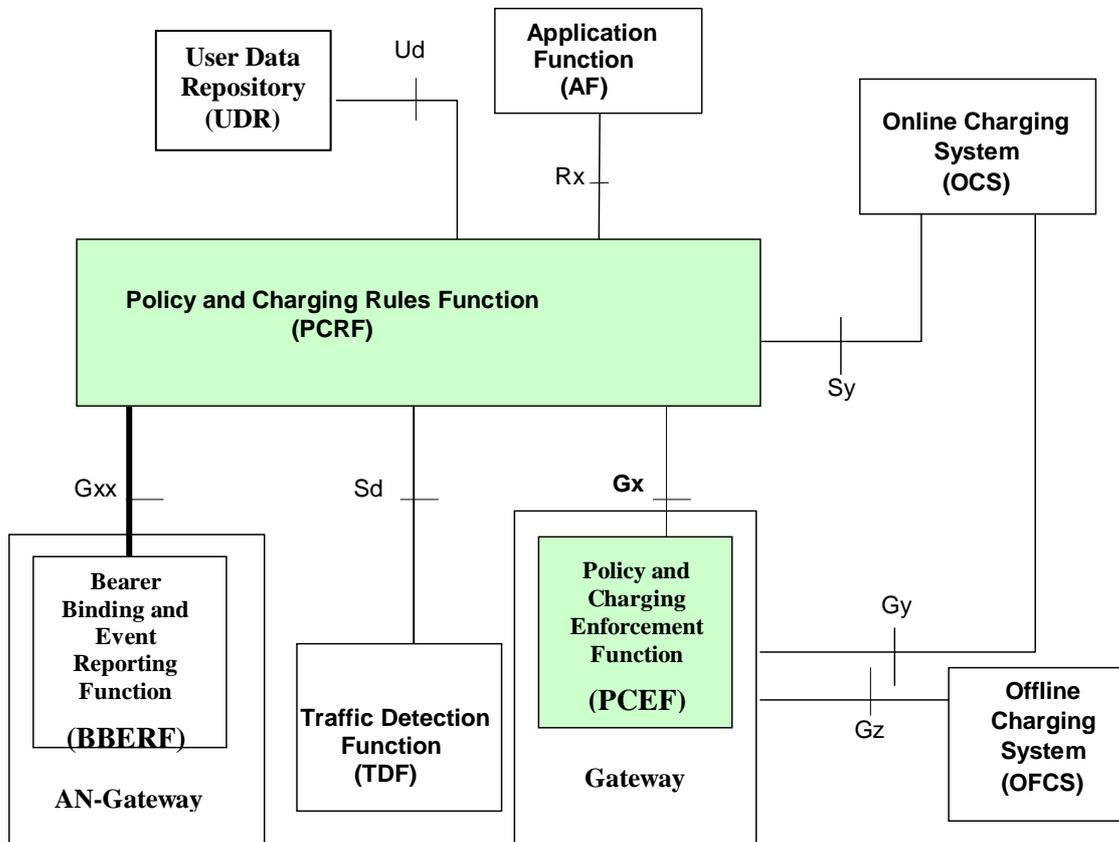 User Data
Repository
(UDR)
Ud
Application
Function
(AF)
Online Charging
System
(OCS)
Rx
Policy and Charging Rules Function
(PCRF)
Sy
Gxx
Sd
Gx
Bearer
Binding and
Event
Reporting
Function
(BBERF)
AN-Gateway
Traffic Detection
Function
(TDF)
Policy and
Charging
Enforcement
Function
(PCEF)
Gateway
Gy
Gz
Offline
Charging
System
(OFCS)